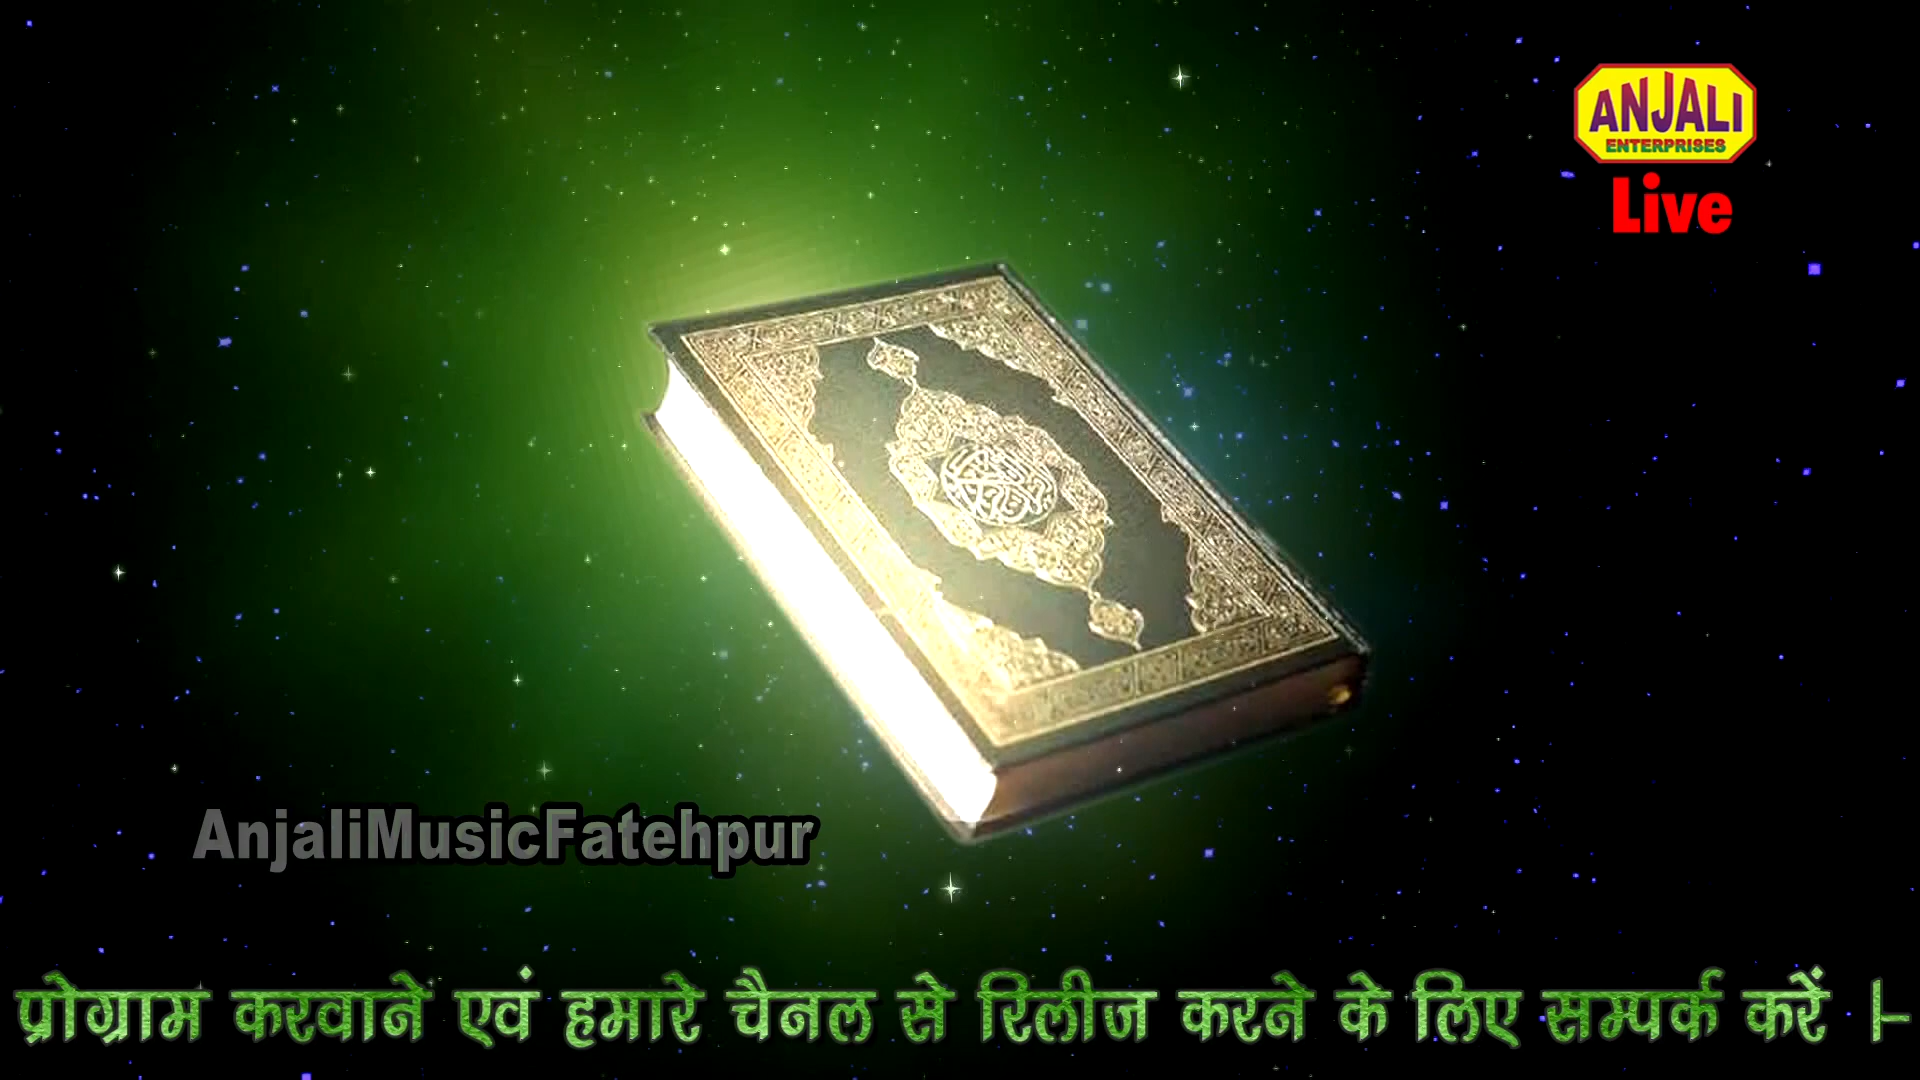 ANJALI
ENTERPRISES
Live
AnjaliMusicFatehpur
प्रोग्राम करवाने एवं हमारे चैनल से रिलीज करने के लिए सम्पर्क करें ।-